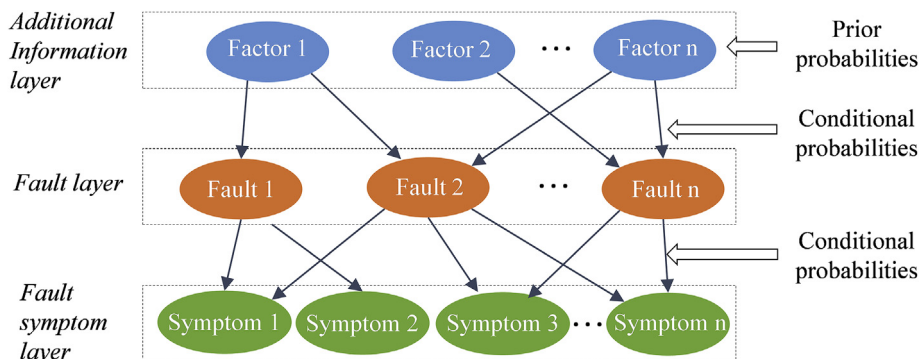 Additional
Information
layer
Factor 1
Factor 2
...
Factor n
Prior
probabilities
Conditional
probabilities
Fault layer
Fault 1
Fault 2
...
Fault n
Conditional
probabilities
Fault
symptom
layer
Symptom 1
Symptom 2
Symptom 3
...
Symptom n